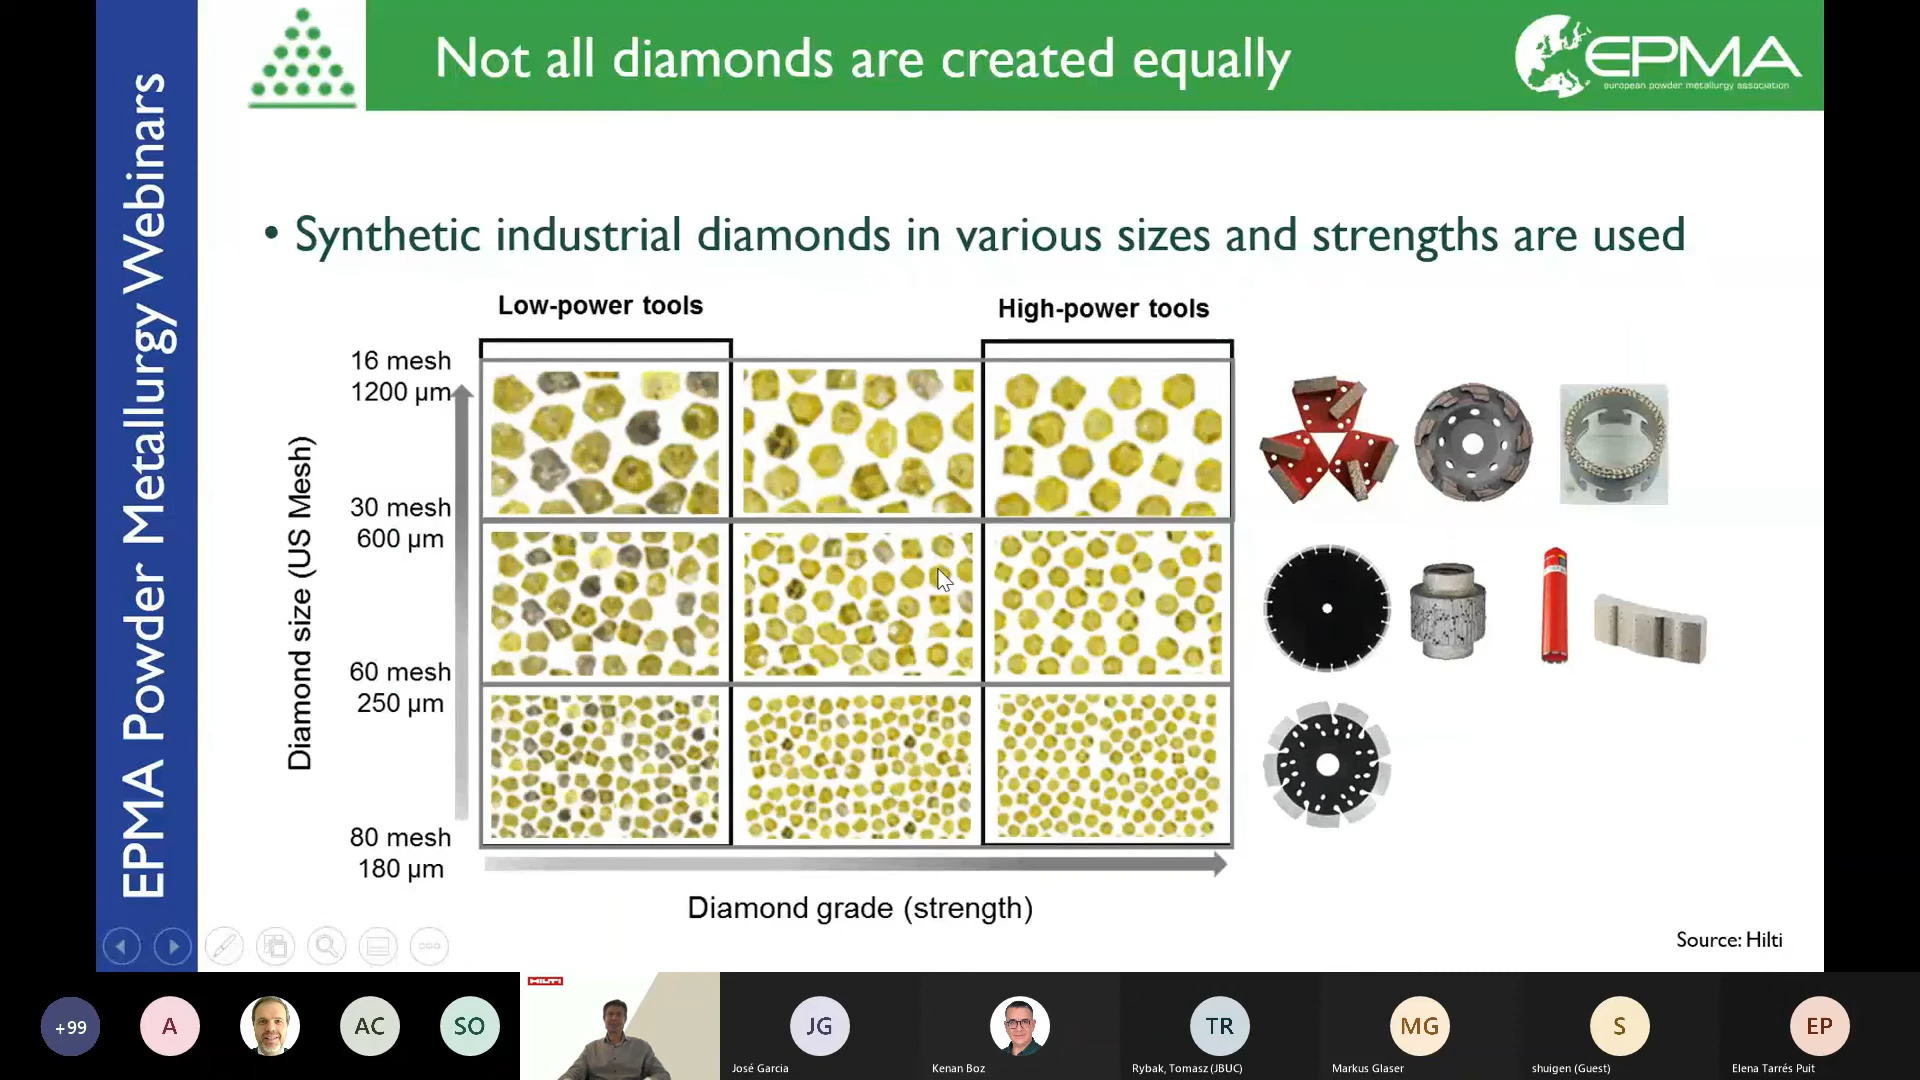 EPMA Powder Metallurgy Webinars
Not all diamonds are created equally
EPMA
european powder metallurgy association
• Synthetic industrial diamonds in various sizes and strengths are used
Low-power tools
High-power tools
Diamond size (US Mesh)
16 mesh
1200 µm
30 mesh
600 µm
60 mesh
250 µm
80 mesh
180 µm
Diamond grade (strength)
Source: Hilti
+99
A
AC
SO
HILTI
JG
José Garcia
Kenan Boz
TR
Rybak, Tomasz (JBUC)
MG
Markus Glaser
S
shuigen (Guest)
EP
Elena Tarrés Puit